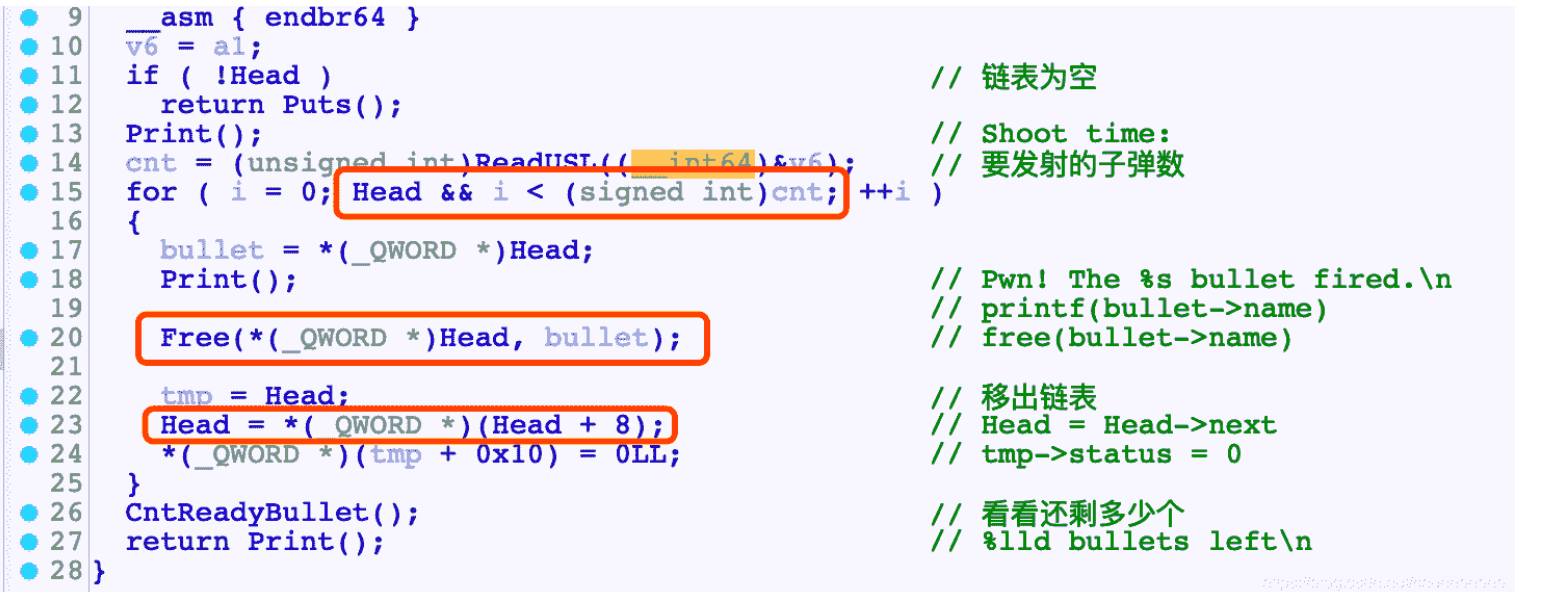 9 __asm { endbr64 }
10 v6 = a1;
11 if ( !Head ) // 链表为空
12 return Puts();
13 Print(); // Shoot time:
14 cnt = (unsigned int)ReadUSL((__int64)&v6); // 要发射的子弹数
15 for ( i = 0; Head && i < (signed int)cnt; ++i )
16 {
17 bullet = *(_QWORD *)Head;
18 Print(); // Pwn! The %s bullet fired.\n
19 // printf(bullet->name)
20 Free(*(_QWORD *)Head, bullet); // free(bullet->name)
21
22 tmp = Head; // 移出链表
23 Head = *(_QWORD *)(Head + 8); // Head = Head->next
24 *(_QWORD *)(tmp + 0x10) = 0LL; // tmp->status = 0
25 }
26 CntReadyBullet(); // 看看还剩多少个
27 return Print(); // %lld bullets left\n
28 }